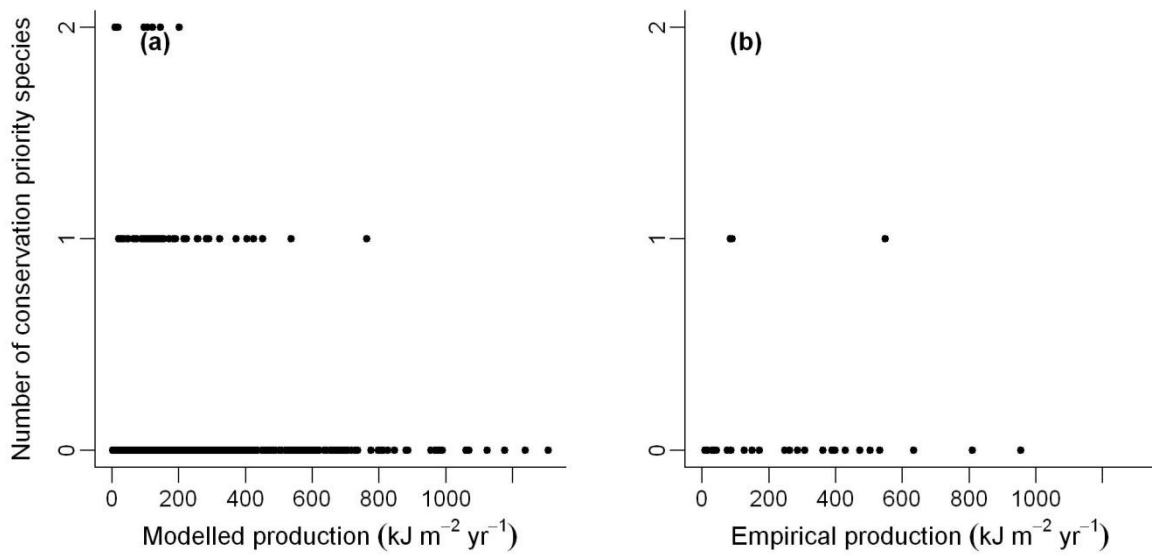 Number of conservation priority species
2
1
0
(a)
0 200 400 600 800 1000
Modelled production (kJ m−2 yr−1)
2
1
0
(b)
0 200 400 600 800 1000
Empirical production (kJ m−2 yr−1)